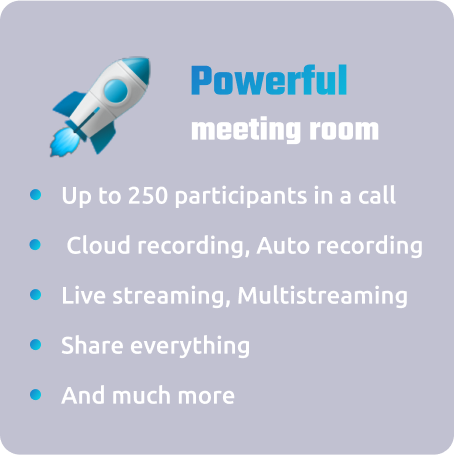 Powerful
meeting room
Up to 250 participants in a call
Cloud recording, Auto recording
Live streaming, Multistreaming
Share everything
And much more